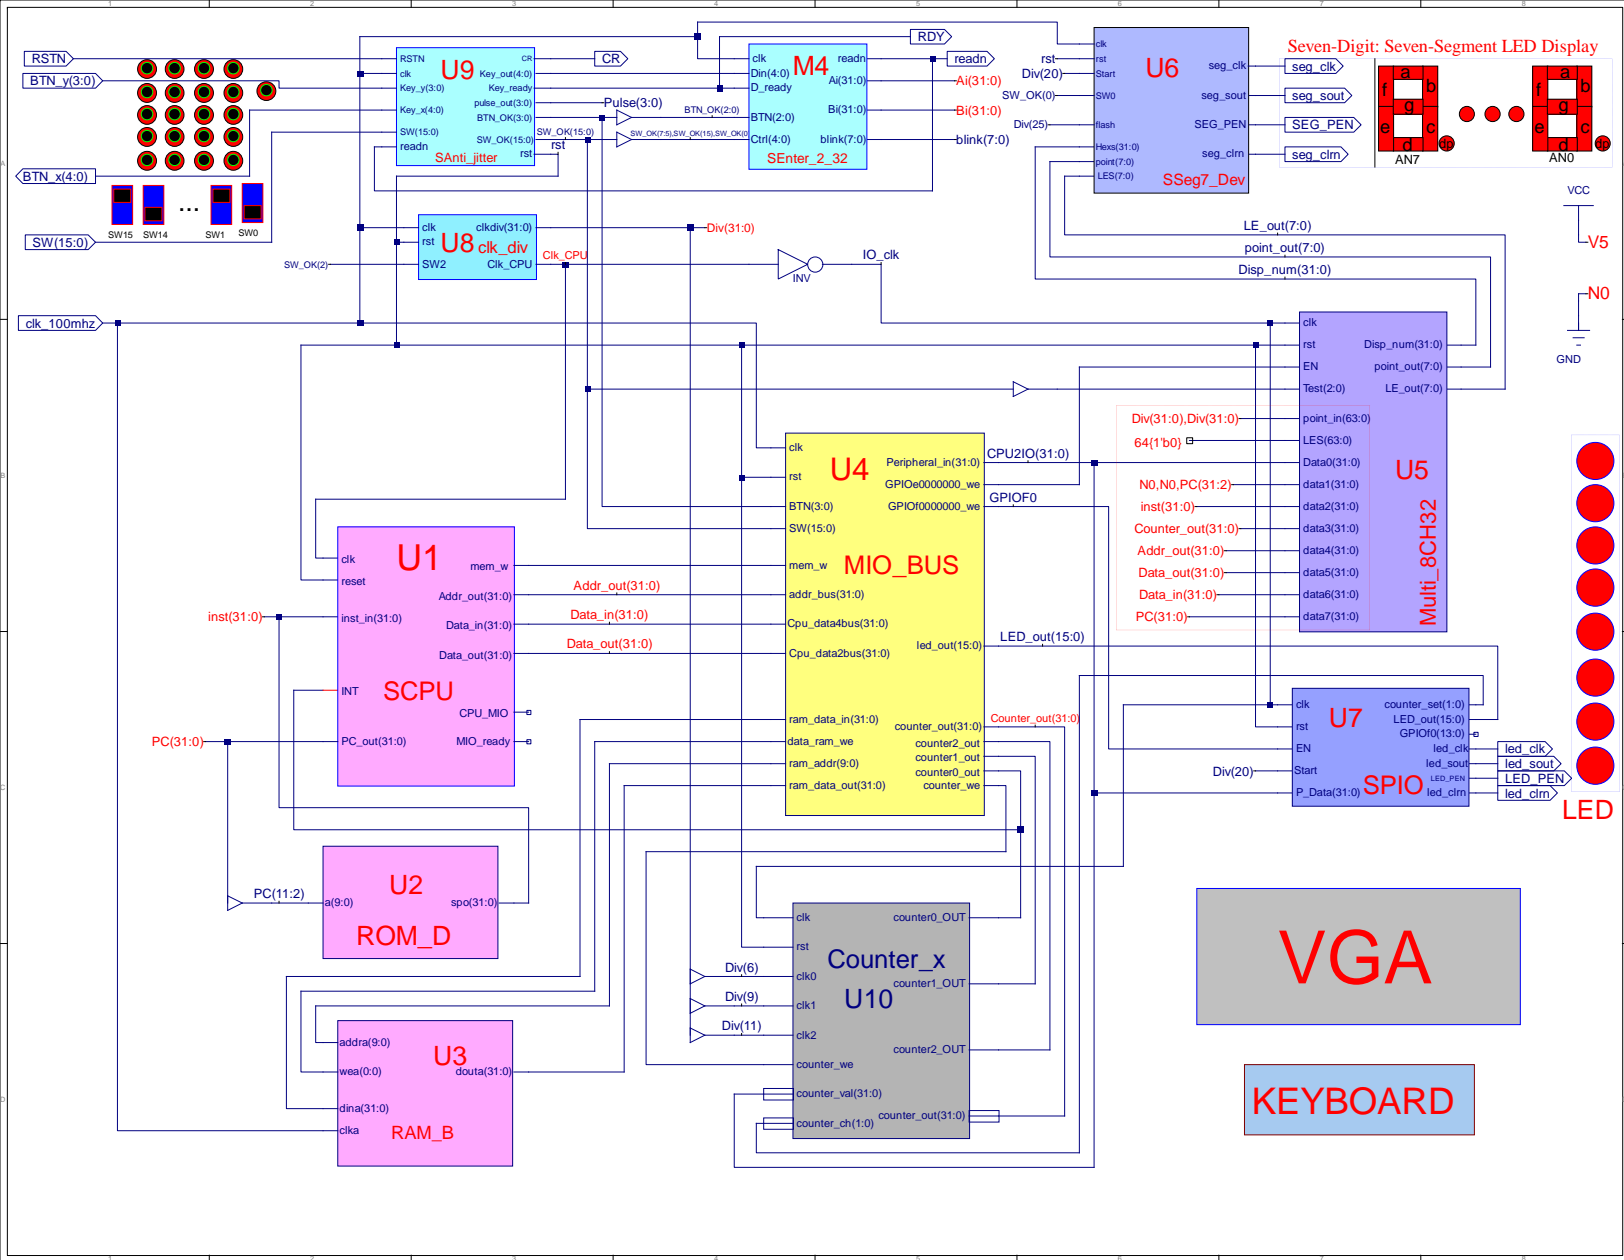 RSTN
BTN_y(3:0)
BTN_x(4:0)
SW15
SW14
...
SW1
SW0
SW(15:0)
clk_100mhz
RSTN
clk
Key_y(3:0)
Key_x(4:0)
SW(15:0)
readn
U9
SAnti_jitter
CR
Key_out(4:0)
Key_ready
pulse_out(3:0)
BTN_OK(3:0)
SW_OK(15:0)
rst
CR
Pulse(3:0)
SW_OK(15:0)
rst
BTN_OK(2:0)
SW_OK(7:5),SW_OK(15),SW_OK(0)
RDY
readn
clk
Din(4:0)
D_ready
BTN(2:0)
Ctrl(4:0)
M4
SEnter_2_32
readn
Ai(31:0)
Bi(31:0)
blink(7:0)
Ai(31:0)
Bi(31:0)
blink(7:0)
rst
Div(20)
SW_OK(0)
Div(25)
clk
rst
Start
SW0
flash
Hexs(31:0)
point(7:0)
LES(7:0)
U6
SSeg7_Dev
seg_clk
seg_sout
SEG_PEN
seg_clrn
seg_clk
seg_sout
SEG_PEN
seg_clrn
Seven-Digit: Seven-Segment LED Display
a
f
b
g
e
c
d
dp
AN7
a
f
b
g
e
c
d
dp
AN0
VCC
V5
N0
GND
LE_out(7:0)
point_out(7:0)
Disp_num(31:0)
SW_OK(2)
clk
rst
SW2
U8 clk_div
clkdiv(31:0)
Clk_CPU
Clk_CPU
Div(31:0)
INV
IO_clk
clk
rst
EN
Test(2:0)
point_in(63:0)
LES(63:0)
Data0(31:0)
data1(31:0)
data2(31:0)
data3(31:0)
data4(31:0)
data5(31:0)
data6(31:0)
data7(31:0)
Disp_num(31:0)
point_out(7:0)
LE_out(7:0)
U5
Multi_8CH32
Div(31:0),Div(31:0)
64{1'b0}
N0,N0,PC(31:2)
inst(31:0)
Counter_out(31:0)
Addr_out(31:0)
Data_out(31:0)
Data_in(31:0)
PC(31:0)
clk
rst
BTN(3:0)
SW(15:0)
mem_w
addr_bus(31:0)
Cpu_data4bus(31:0)
Cpu_data2bus(31:0)
ram_data_in(31:0)
data_ram_we
ram_addr(9:0)
ram_data_out(31:0)
U4
MIO_BUS
Peripheral_in(31:0)
GPIOe0000000_we
GPIOf0000000_we
led_out(15:0)
counter_out(31:0)
counter2_out
counter1_out
counter0_out
counter_we
CPU2IO(31:0)
GPIOF0
LED_out(15:0)
Counter_out(31:0)
inst(31:0)
PC(31:0)
clk
reset
inst_in(31:0)
INT
PC_out(31:0)
U1
SCPU
mem_w
Addr_out(31:0)
Data_in(31:0)
Data_out(31:0)
CPU_MIO
MIO_ready
Addr_out(31:0)
Data_in(31:0)
Data_out(31:0)
clk
rst
EN
Start
P_Data(31:0)
U7
SPIO
counter_set(1:0)
LED_out(15:0)
GPIOf0(13:0)
led_clk
led_sout
LED_PEN
led_clrn
Div(20)
led_clk
led_sout
LED_PEN
led_clrn
LED
PC(11:2)
a(9:0)
spo(31:0)
U2
ROM_D
addra(9:0)
wea(0:0)
dina(31:0)
clka
U3
douta(31:0)
RAM_B
Div(6)
Div(9)
Div(11)
clk
rst
clk0
clk1
clk2
counter_we
counter_val(31:0)
counter_ch(1:0)
Counter_x
U10
counter0_OUT
counter1_OUT
counter2_OUT
counter_out(31:0)
VGA
KEYBOARD